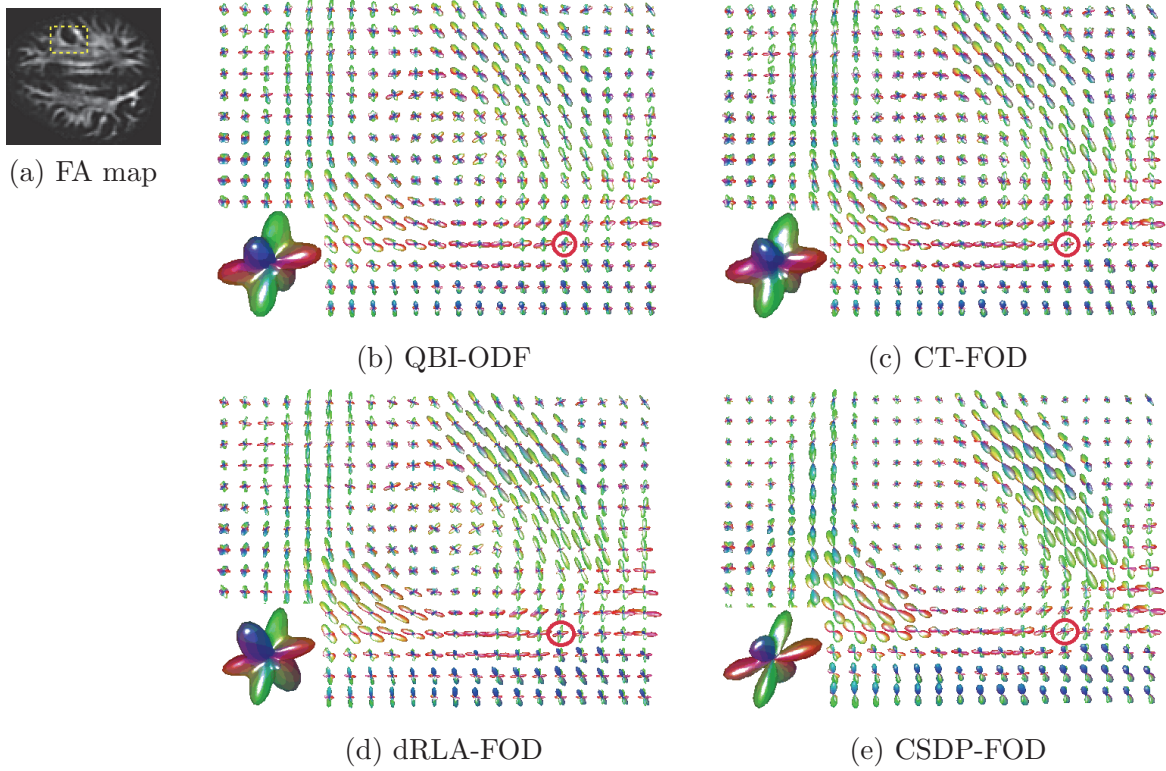 (a) FA map
(b) QBI-ODF
(c) CT-FOD
(d) dRLA-FOD
(e) CSDP-FOD